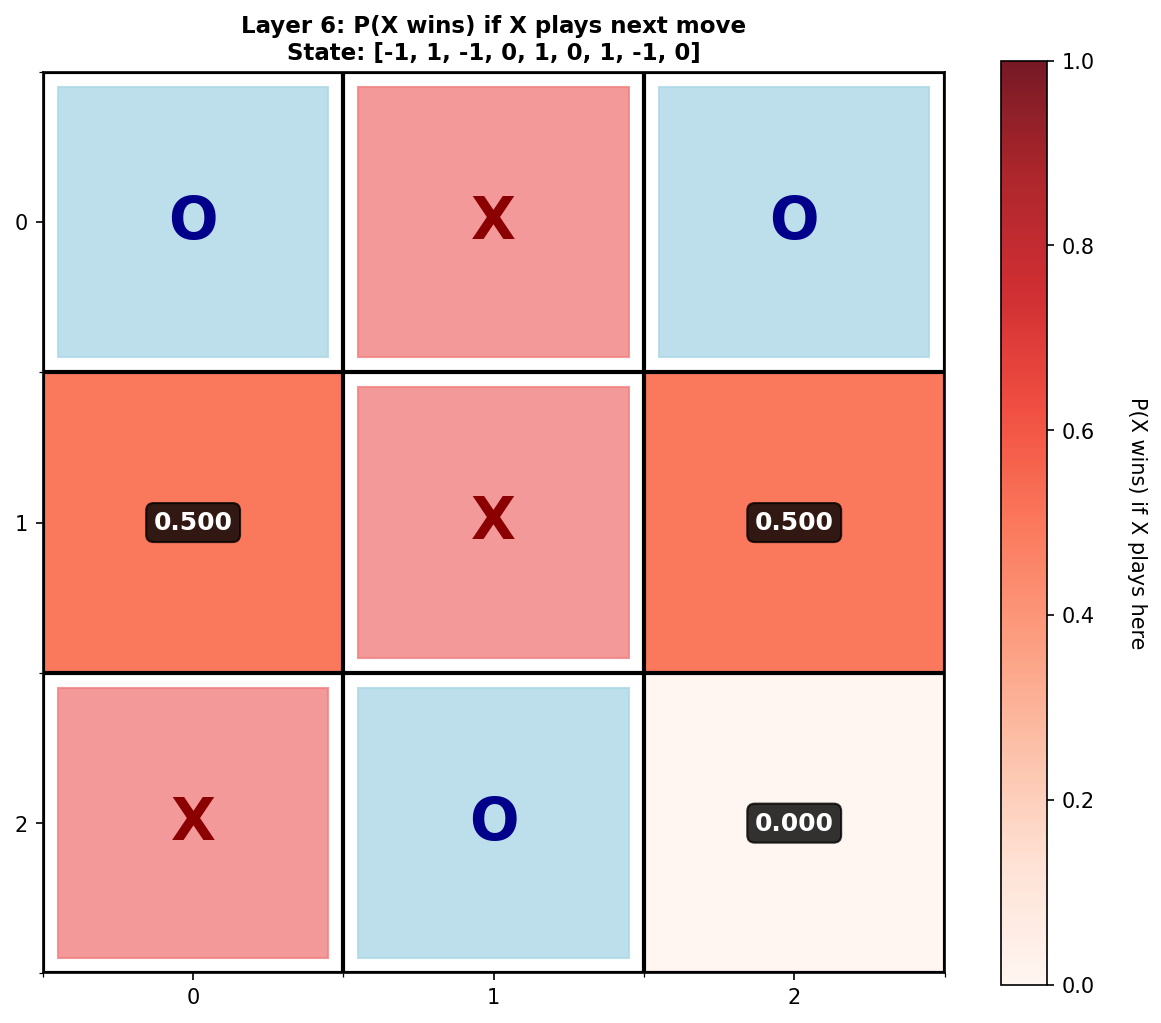 Layer 6: P(X wins) if X plays next move
State: [-1, 1, -1, 0, 1, 0, 1, -1, 0]
O X O
0.500 X 0.500
X O 0.000
0
1
2
0 1 2
1.0
0.8
0.6
0.4
0.2
0.0
P(X wins) if X plays here